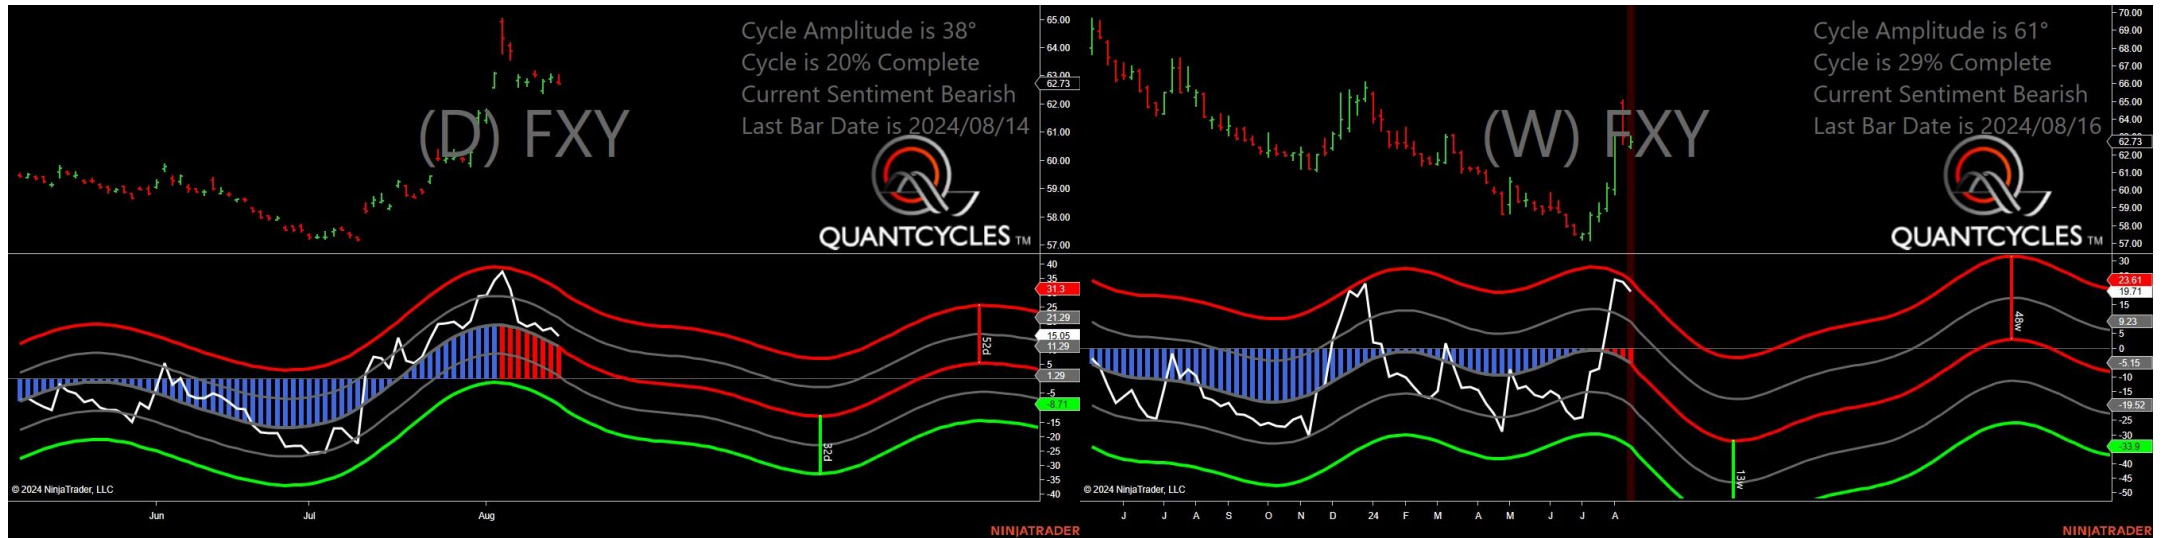 Cycle Amplitude is 38°
Cycle is 20% Complete
Current Sentiment Bearish
Last Bar Date is 2024/08/14
(D) FXY
QUANTCYCLES TM
65.00
64.00
63.00
62.73
62.00
61.00
60.00
59.00
58.00
57.00
40
35
31.3
25
21.29
15.05
11.29
5
1.29
-5
-8.71
-15
-20
-25
-30
-35
-40
52d
32d
© 2024 NinjaTrader, LLC
Jun Jul Aug
NINJATRADER
Cycle Amplitude is 61°
Cycle is 29% Complete
Current Sentiment Bearish
Last Bar Date is 2024/08/16
(W) FXY
QUANTCYCLES TM
70.00
69.00
68.00
67.00
66.00
65.00
64.00
62.73
62.00
61.00
60.00
59.00
58.00
57.00
30
23.61
19.71
15
9.23
5
0
-5.15
-10
-15
-19.52
-25
-30
-33.9
-40
-45
-50
48w
13w
© 2024 NinjaTrader, LLC
J J A S O N D 24 F M A M J J A
NINJATRADER